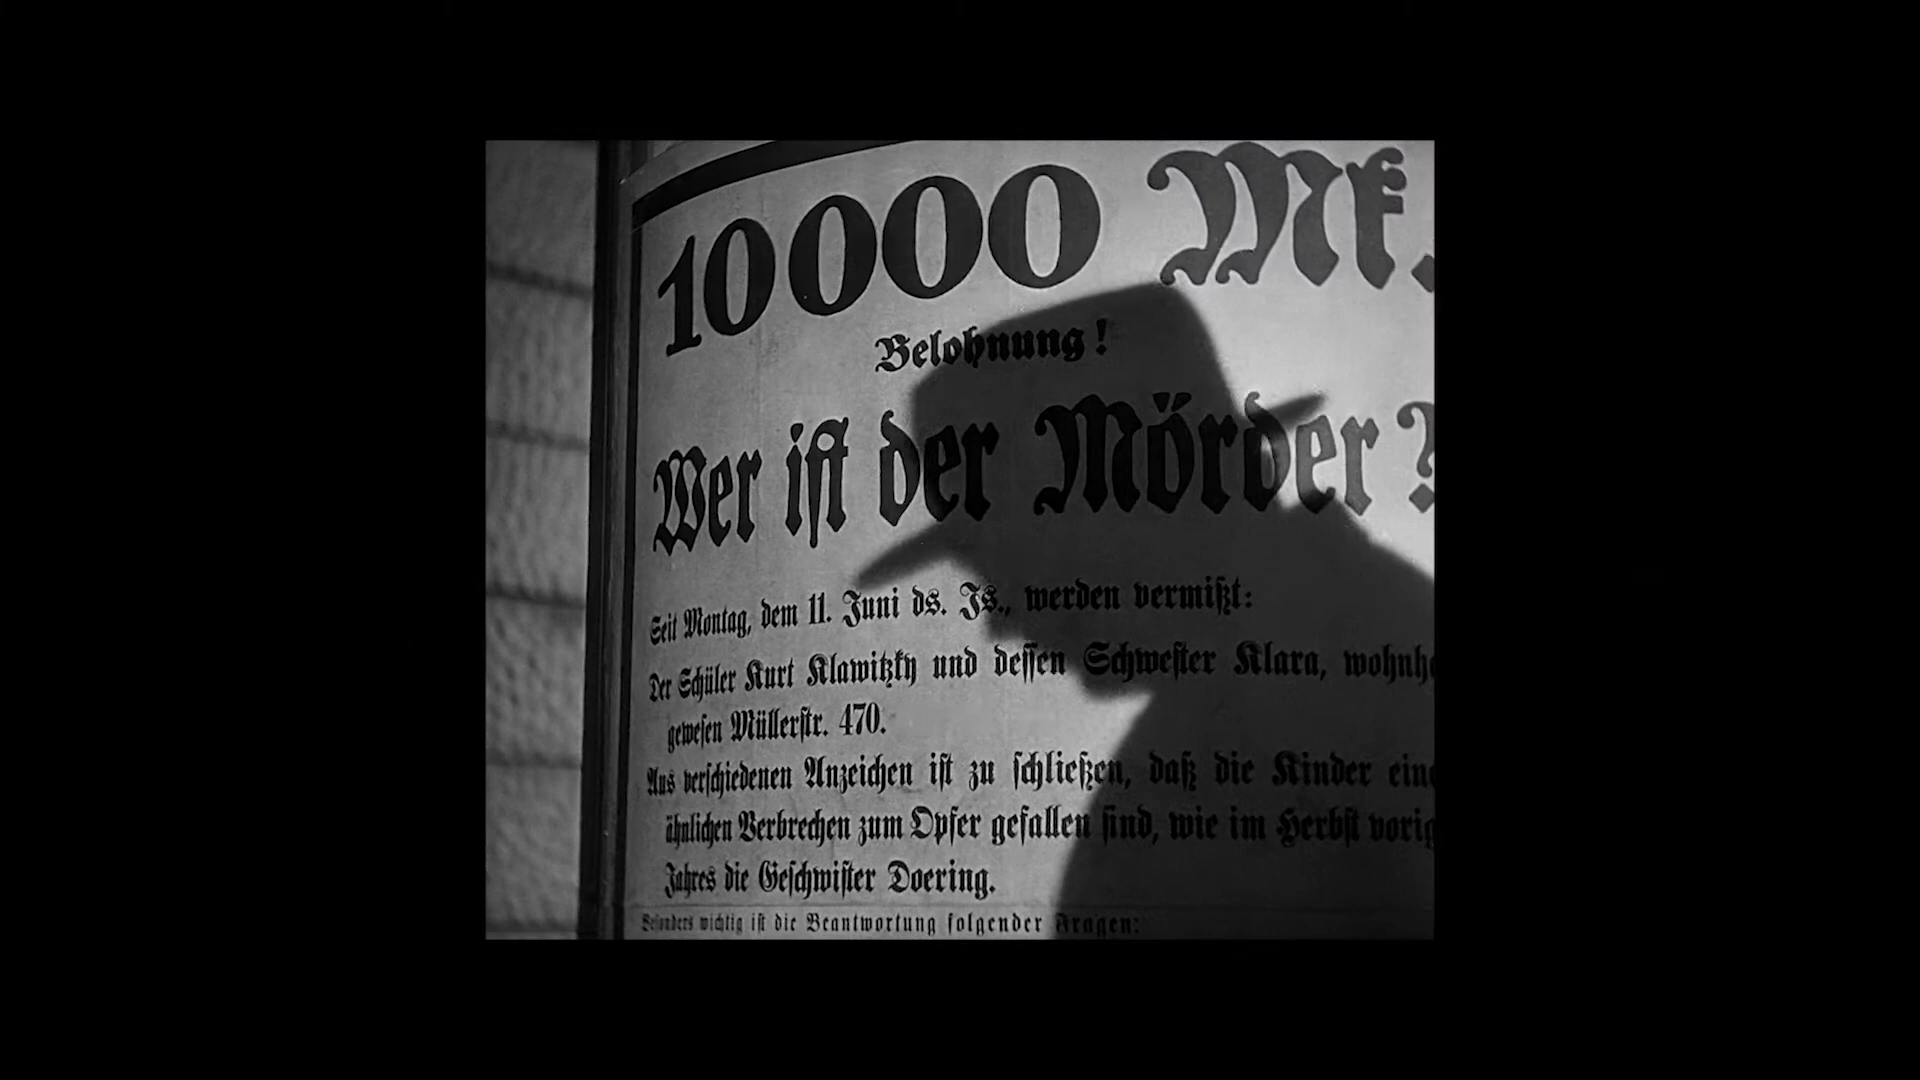 10000 Mk.
Belohnung!
Wer ist der Mörder?
Seit Montag, dem 11. Juni ds. Js., werden vermißt:
Der Schüler Kurt Klawitzky und dessen Schwester Klara, wohnh
gewesen Müllerstr. 470.
Aus verschiedenen Anzeichen ist zu schließen, daß die Kinder eine
ähnlichen Verbrechen zum Opfer gefallen sind, wie im Herbst vorig
Jahres die Geschwister Doering.
Besonders wichtig ist die Beantwortung folgender Fragen: